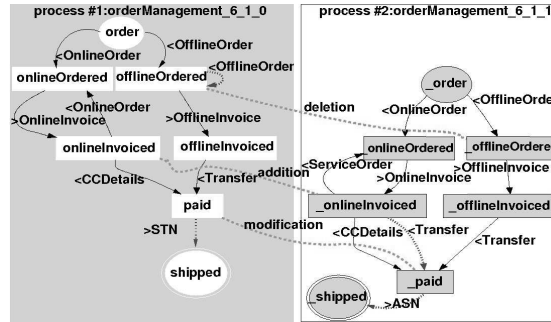 process #1:orderManagement_6_1_0
order
<OnlineOrder
<OfflineOrder
onlineOrdered
offlineOrdered
<OfflineOrder
>OnlineInvoice
<OnlineOrder
>OfflineInvoice
onlineInvoiced
offlineInvoiced
<CCDetails
<Transfer
paid
>STN
shipped
deletion
addition
modification
process #2:orderManagement_6_1_1
_order
<OnlineOrder
<OfflineOrde
_onlineOrdered
_offlineOrdere
<ServiceOrder
>OnlineInvoice
>OfflineInvoice
_onlineInvoiced
_offlineInvoiced
<CCDetails
<Transfer
<Transfer
_paid
_shipped
>ASN